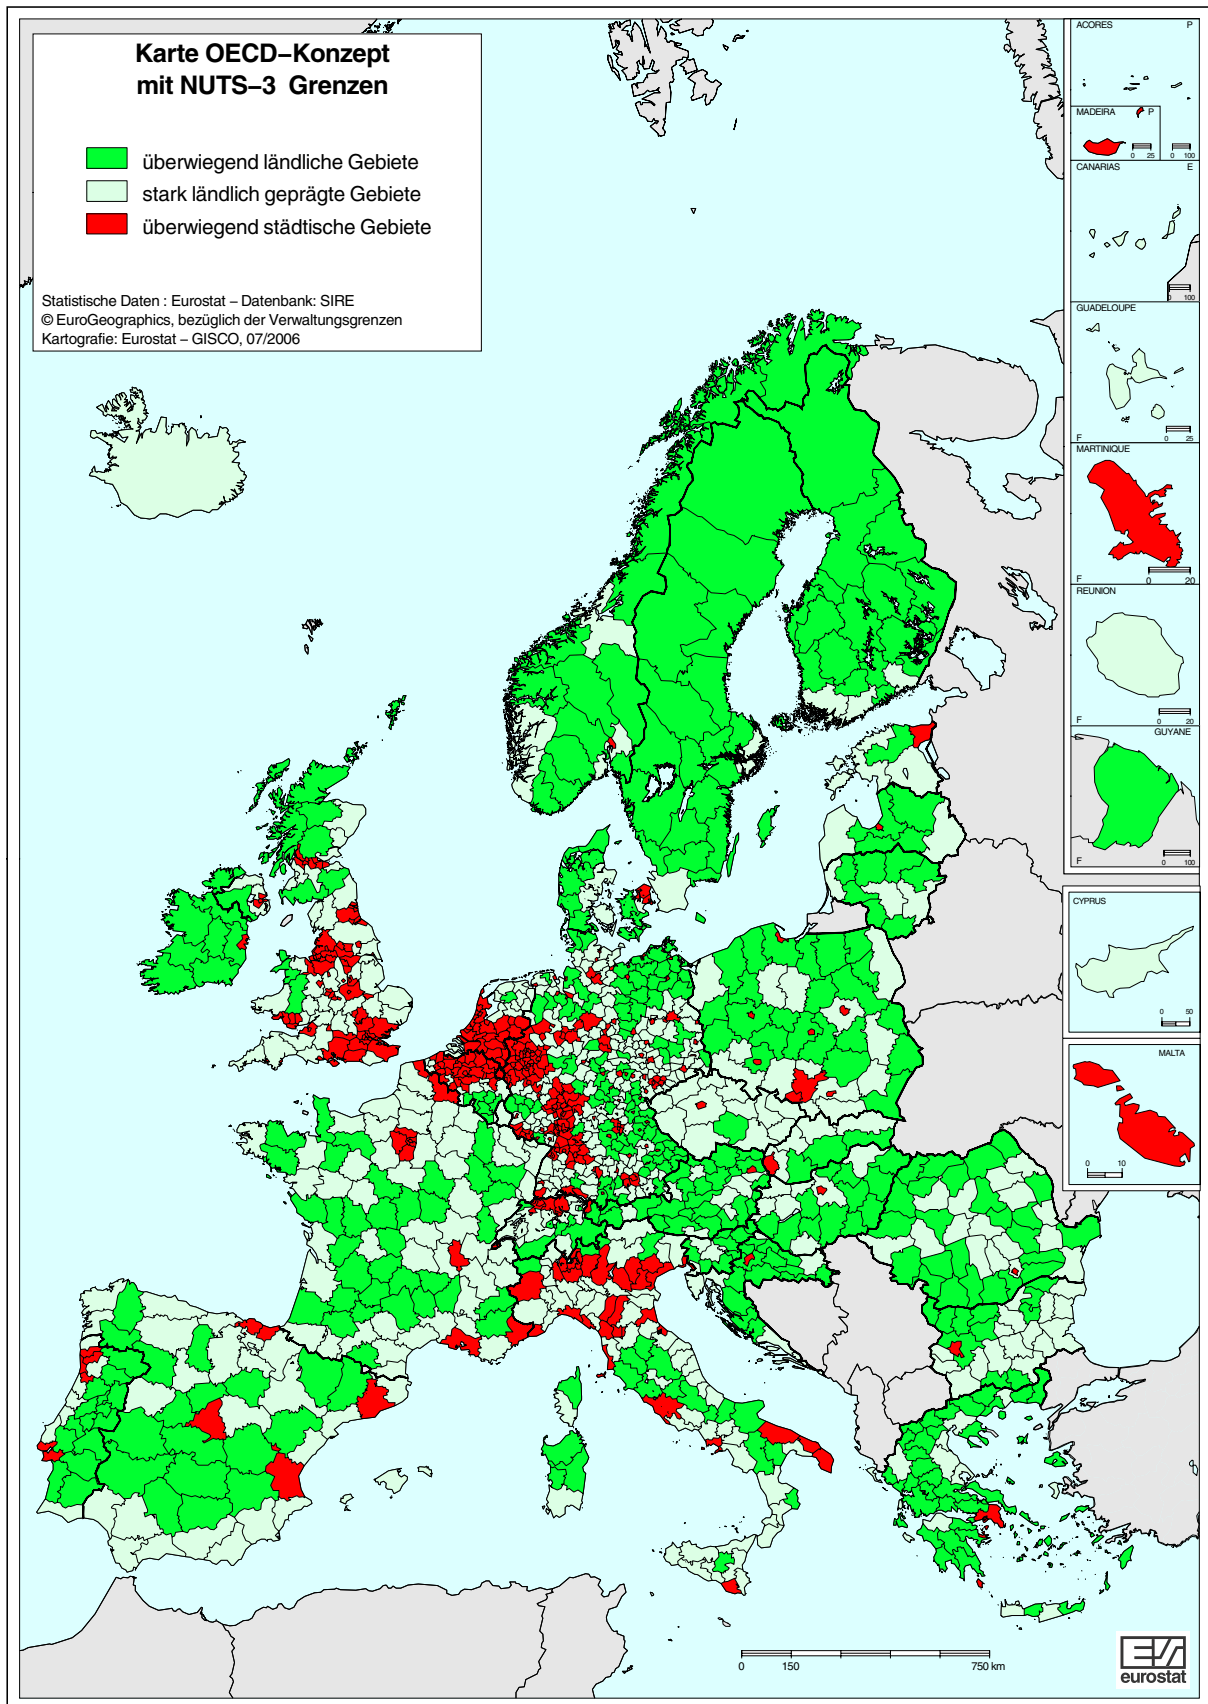 Karte OECD–Konzept
mit NUTS–3 Grenzen
überwiegend ländliche Gebiete
stark ländlich geprägte Gebiete
überwiegend städtische Gebiete
Statistische Daten : Eurostat – Datenbank: SIRE
© EuroGeographics, bezüglich der Verwaltungsgrenzen
Kartografie: Eurostat – GISCO, 07/2006
ACORES P
MADEIRA P
0 25 0 100
CANARIAS E
0 100
GUADELOUPE
F 0 25
MARTINIQUE
F 0 20
REUNION
F 0 20
GUYANE
F 0 100
CYPRUS
0 50
MALTA
0 10
0 150 750 km
eurostat